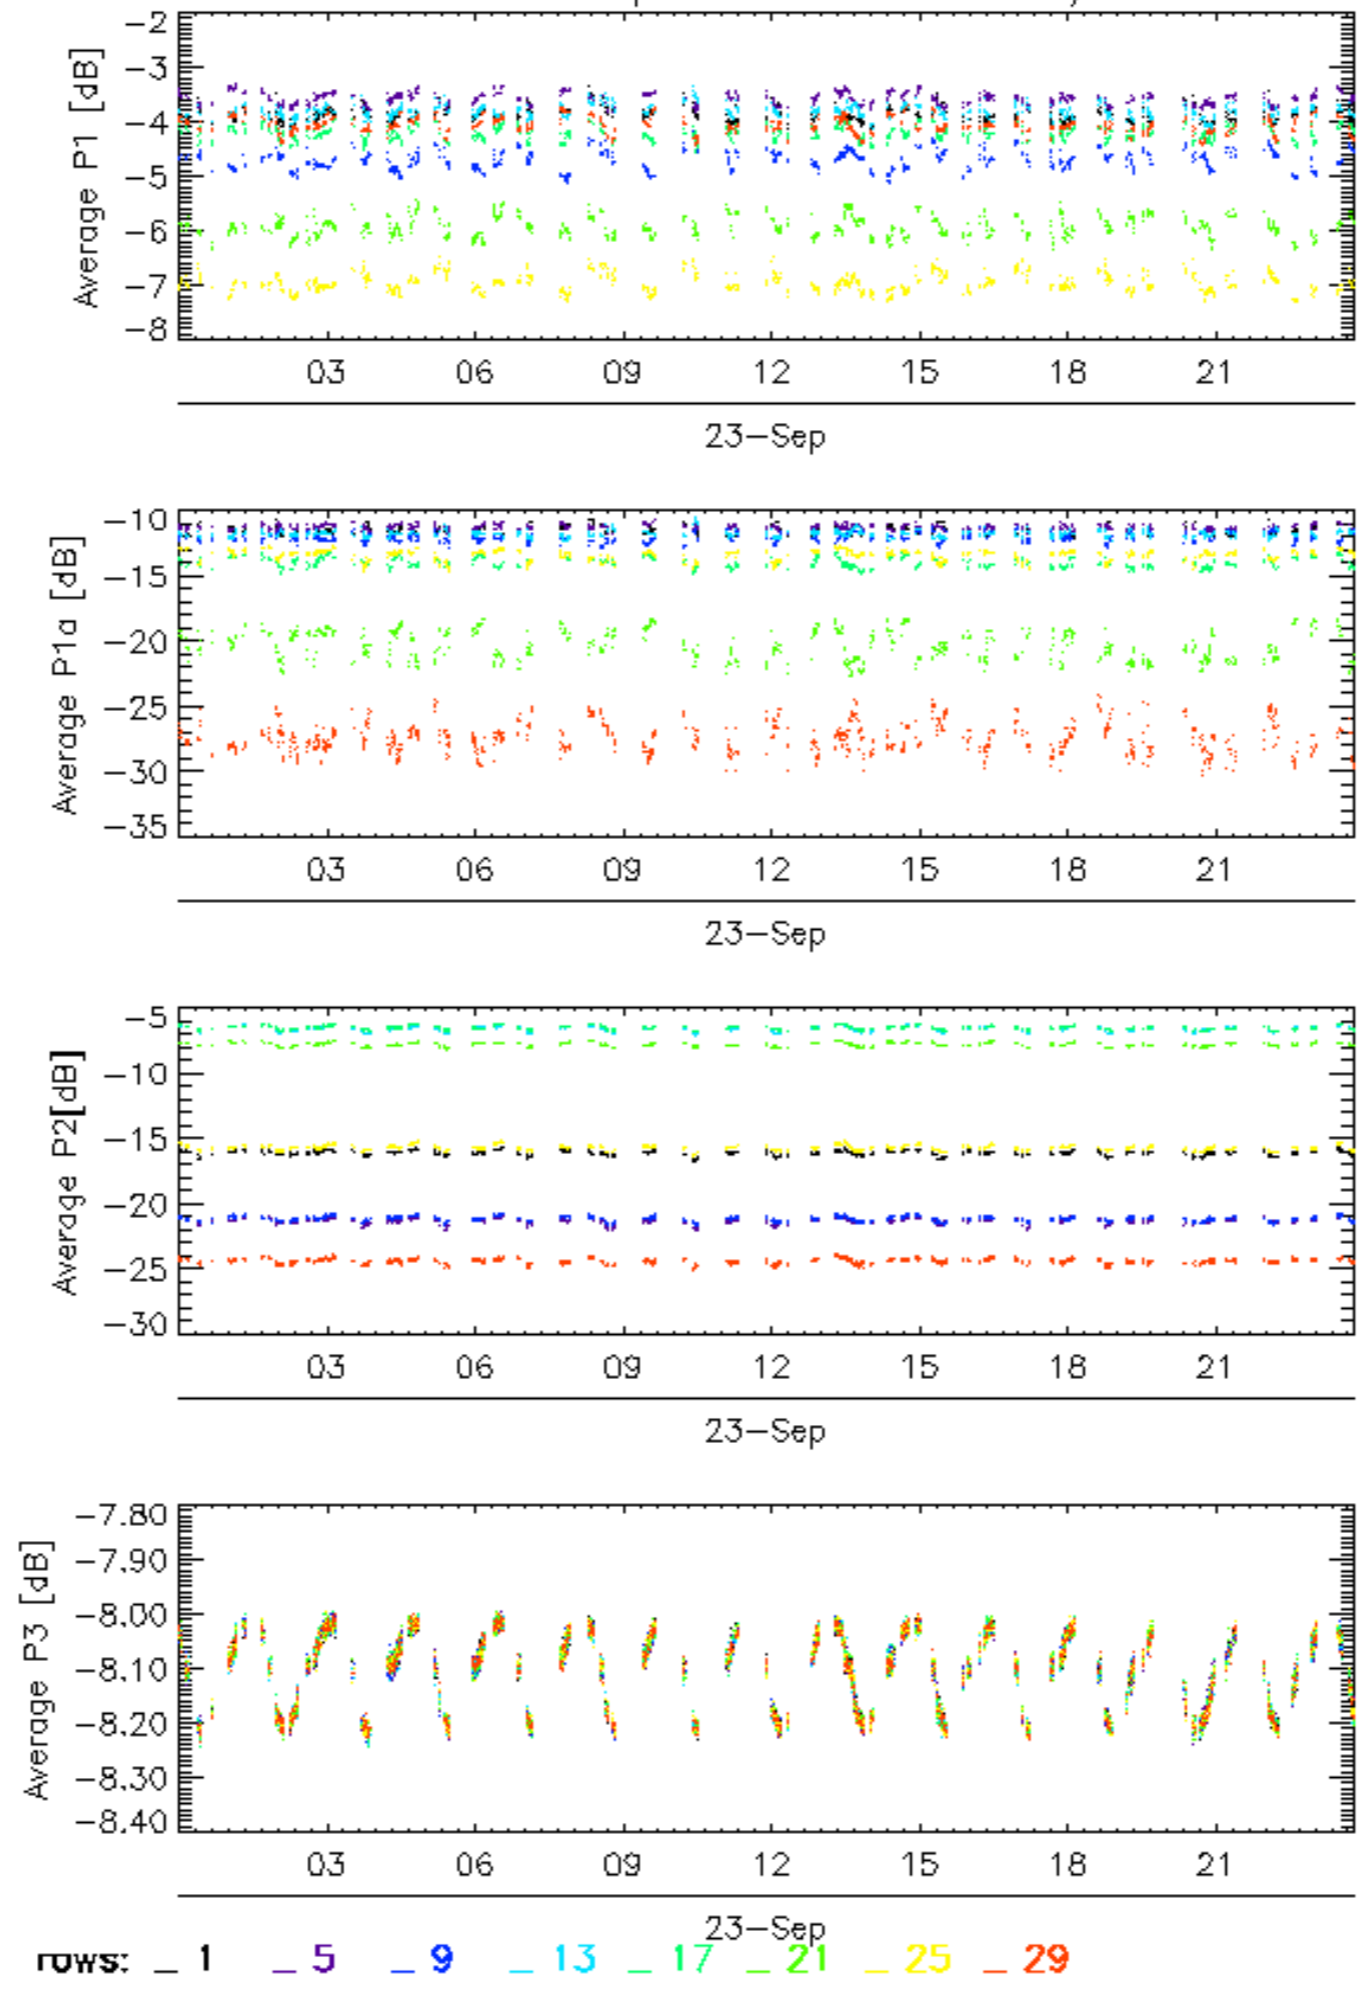 -2
-3
-4
-5
-6
-7
-8
Average P1 [dB]
03 06 09 12 15 18 21
23-Sep
-10
-15
-20
-25
-30
-35
Average P1a [dB]
03 06 09 12 15 18 21
23-Sep
-5
-10
-15
-20
-25
-30
Average P2[dB]
03 06 09 12 15 18 21
23-Sep
-7.80
-7.90
-8.00
-8.10
-8.20
-8.30
-8.40
Average P3 [dB]
03 06 09 12 15 18 21
23-Sep
rows: _ 1 _ 5 _ 9 _ 13 _ 17 _ 21 _ 25 _ 29